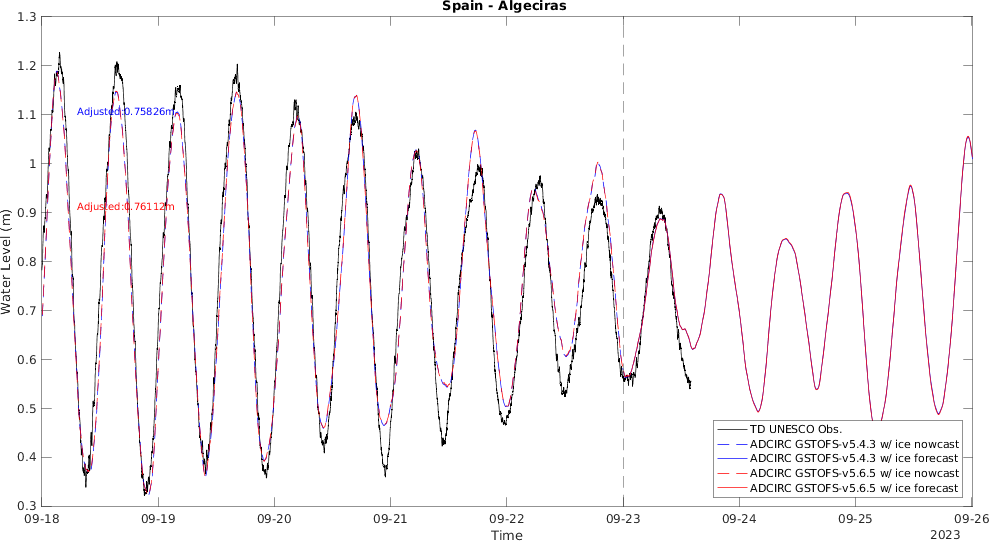 Spain - Algeciras
1.3
1.2
1.1
1
0.9
0.8
0.7
0.6
0.5
0.4
0.3
Water Level (m)
Adjusted:0.75826m
Adjusted:0.76112m
TD UNESCO Obs.
ADCIRC GSTOFS-v5.4.3 w/ ice nowcast
ADCIRC GSTOFS-v5.4.3 w/ ice forecast
ADCIRC GSTOFS-v5.6.5 w/ ice nowcast
ADCIRC GSTOFS-v5.6.5 w/ ice forecast
09-18 09-19 09-20 09-21 09-22 09-23 09-24 09-25 09-26
Time
2023